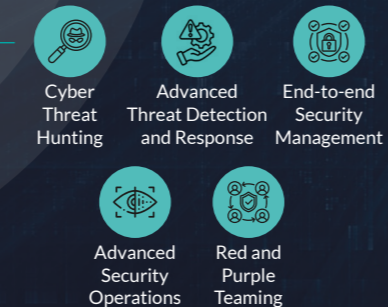 Cyber
Threat
Hunting
Advanced
Threat Detection
and Response
End-to-end
Security
Management
Advanced
Security
Operations
Red and
Purple
Teaming